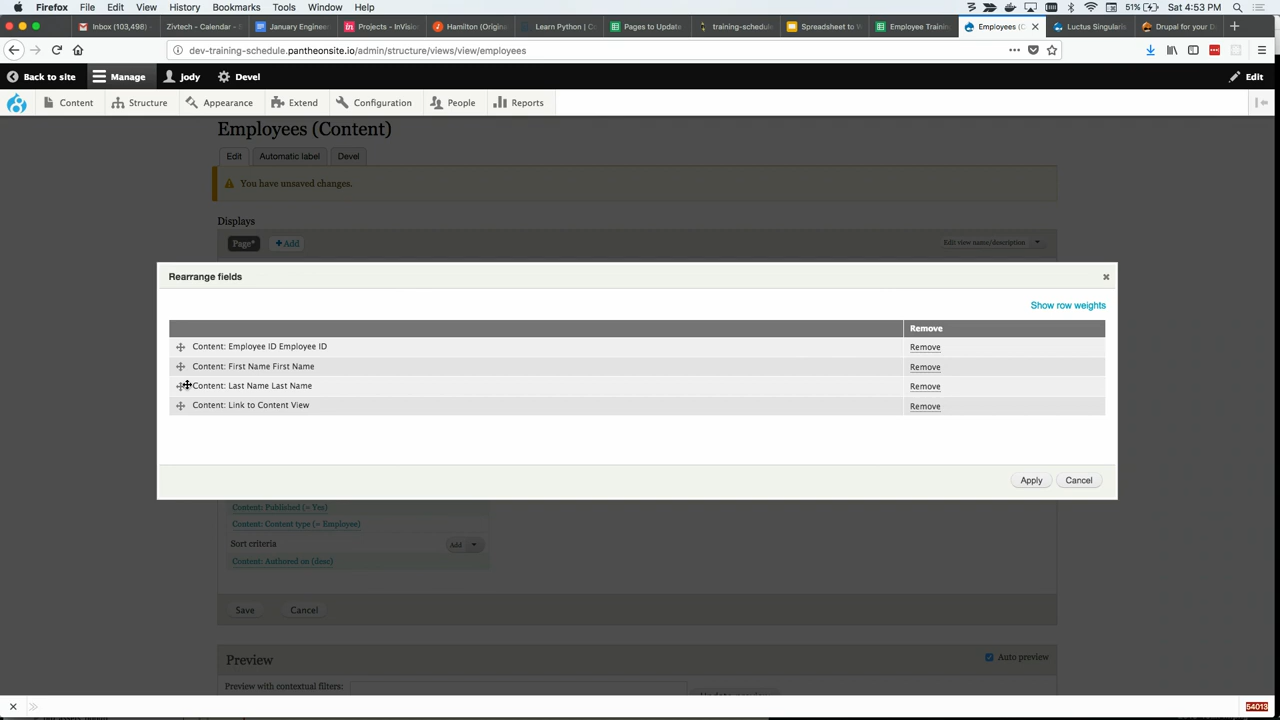 Firefox File Edit View History Bookmarks Tools Window Help
51% Sat 4:53 PM
Inbox (103,498) - Zivtech - Calendar - January Engine Projects - InVision Hamilton (Origina Learn Python | Co Pages to Update training-schedule Spreadsheet to V Employee Training Employees (C Luctus Singularis Drupal for your D
dev-training-schedule.pantheonsite.io/admin/structure/views/view/employees
Back to site Manage Jody Devel Edit
Content Structure Appearance Extend Configuration People Reports
Employees (Content)
Edit Automatic label Devel
You have unsaved changes.
Displays
Page* Add Edit view name/description
Rearrange fields
Show row weights
Remove
Content: Employee ID Employee ID Remove
Content: First Name First Name Remove
Content: Last Name Last Name Remove
Content: Link to Content View Remove
Apply Cancel
Content: Published (= Yes)
Content: Content type (= Employee)
Sort criteria Add
Content: Authored on (desc)
Save Cancel
Preview Auto preview
Preview with contextual filters:
54013